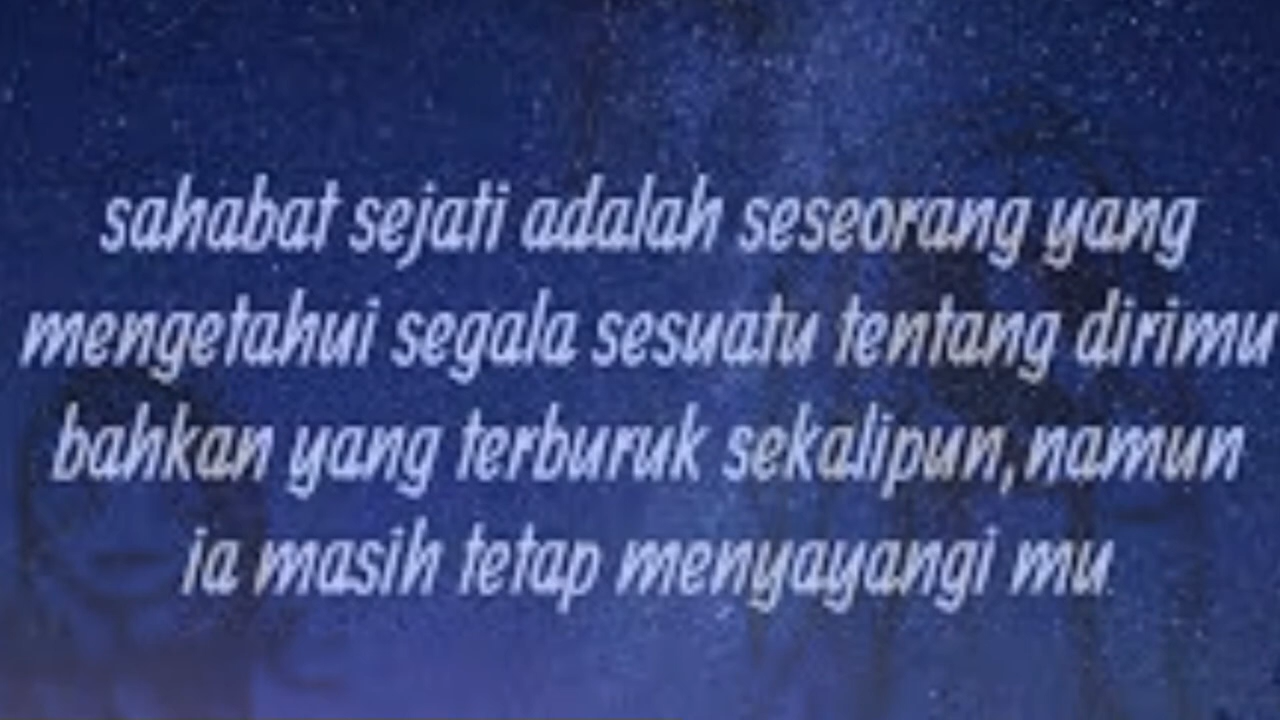 sahabat sejati adalah seseorang yang
mengetahui segala sesuatu tentang dirimu
bahkan yang terburuk sekalipun,namun
ia masih tetap menyayangi mu